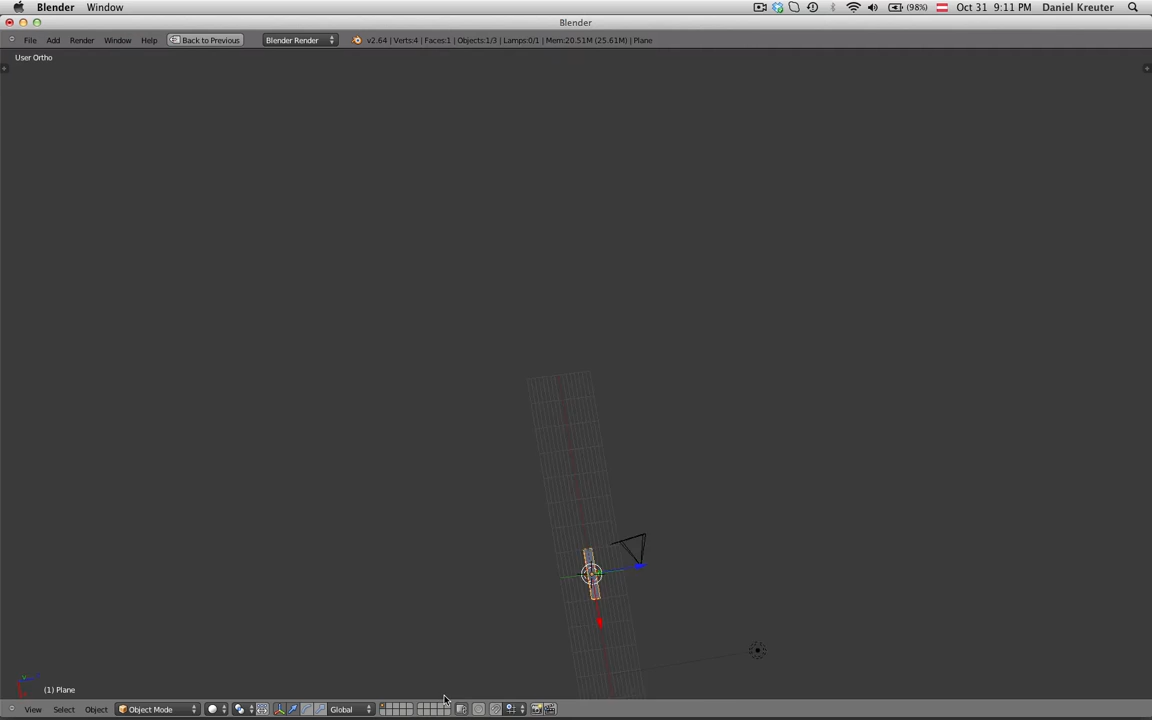 Blender Window (98%) Oct 31 9:11 PM Daniel Kreuter
Blender
File Add Render Window Help Back to Previous Blender Render v2.64 | Verts:4 | Faces:1 | Objects:1/3 | Lamps:0/1 | Mem:20.51M (25.61M) | Plane
User Ortho
(1) Plane
View Select Object Object Mode Global